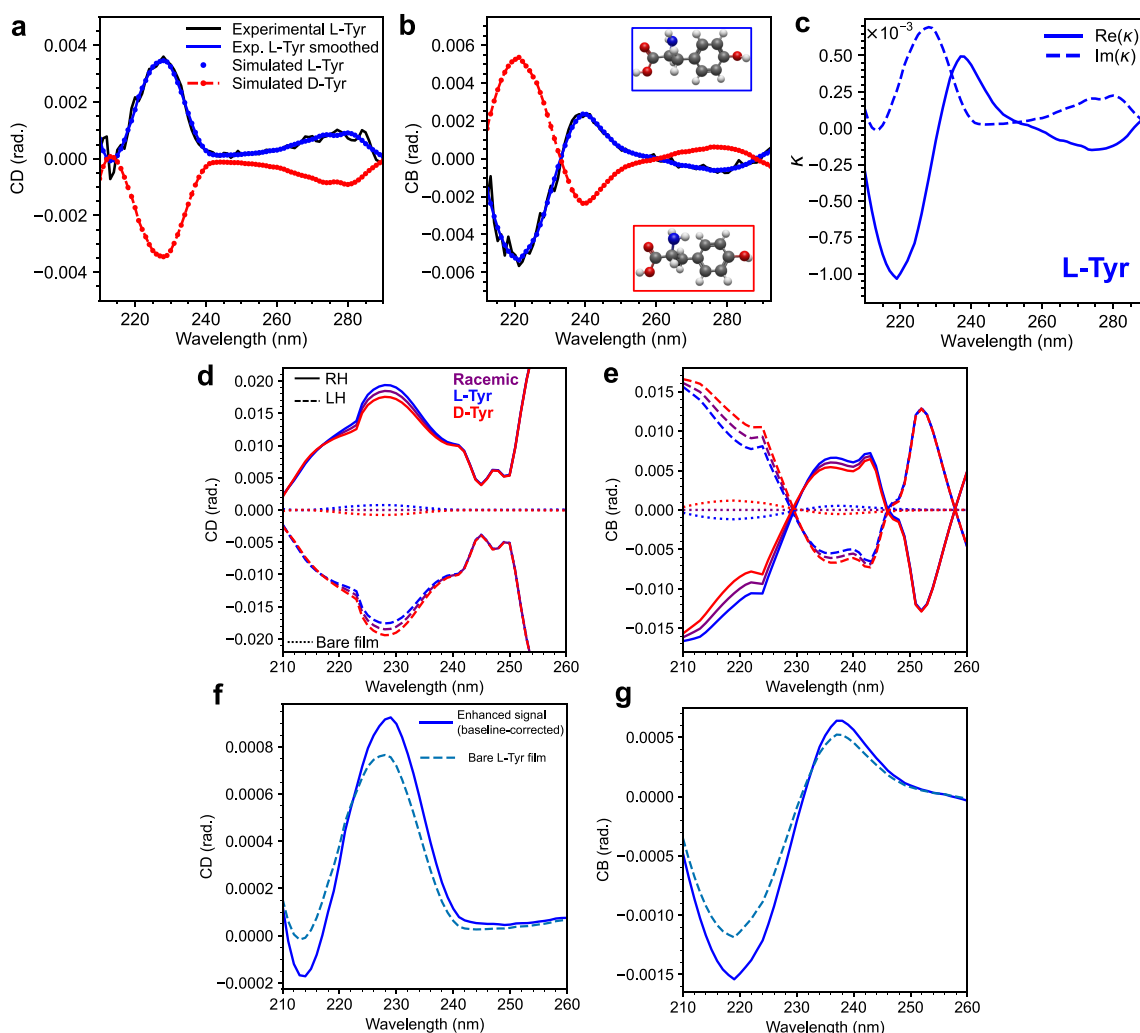 a
CD (rad.)
0.004
0.002
0.000
−0.002
−0.004
Experimental L-Tyr
Exp. L-Tyr smoothed
Simulated L-Tyr
Simulated D-Tyr
220 240 260 280
Wavelength (nm)
b
CB (rad.)
0.006
0.004
0.002
0.000
−0.002
−0.004
−0.006
220 240 260 280
Wavelength (nm)
c
×10⁻³
κ
0.50
0.25
0.00
−0.25
−0.50
−0.75
−1.00
Re(κ)
Im(κ)
L-Tyr
220 240 260 280
Wavelength (nm)
d
CD (rad.)
0.020
0.015
0.010
0.005
0.000
−0.005
−0.010
−0.015
−0.020
RH
LH
Racemic
L-Tyr
D-Tyr
Bare film
210 220 230 240 250 260
Wavelength (nm)
e
CB (rad.)
0.015
0.010
0.005
0.000
−0.005
−0.010
−0.015
210 220 230 240 250 260
Wavelength (nm)
f
CD (rad.)
0.0008
0.0006
0.0004
0.0002
0.0000
−0.0002
Enhanced signal
(baseline-corrected)
Bare L-Tyr film
210 220 230 240 250 260
Wavelength (nm)
g
CB (rad.)
0.0005
0.0000
−0.0005
−0.0010
−0.0015
210 220 230 240 250 260
Wavelength (nm)